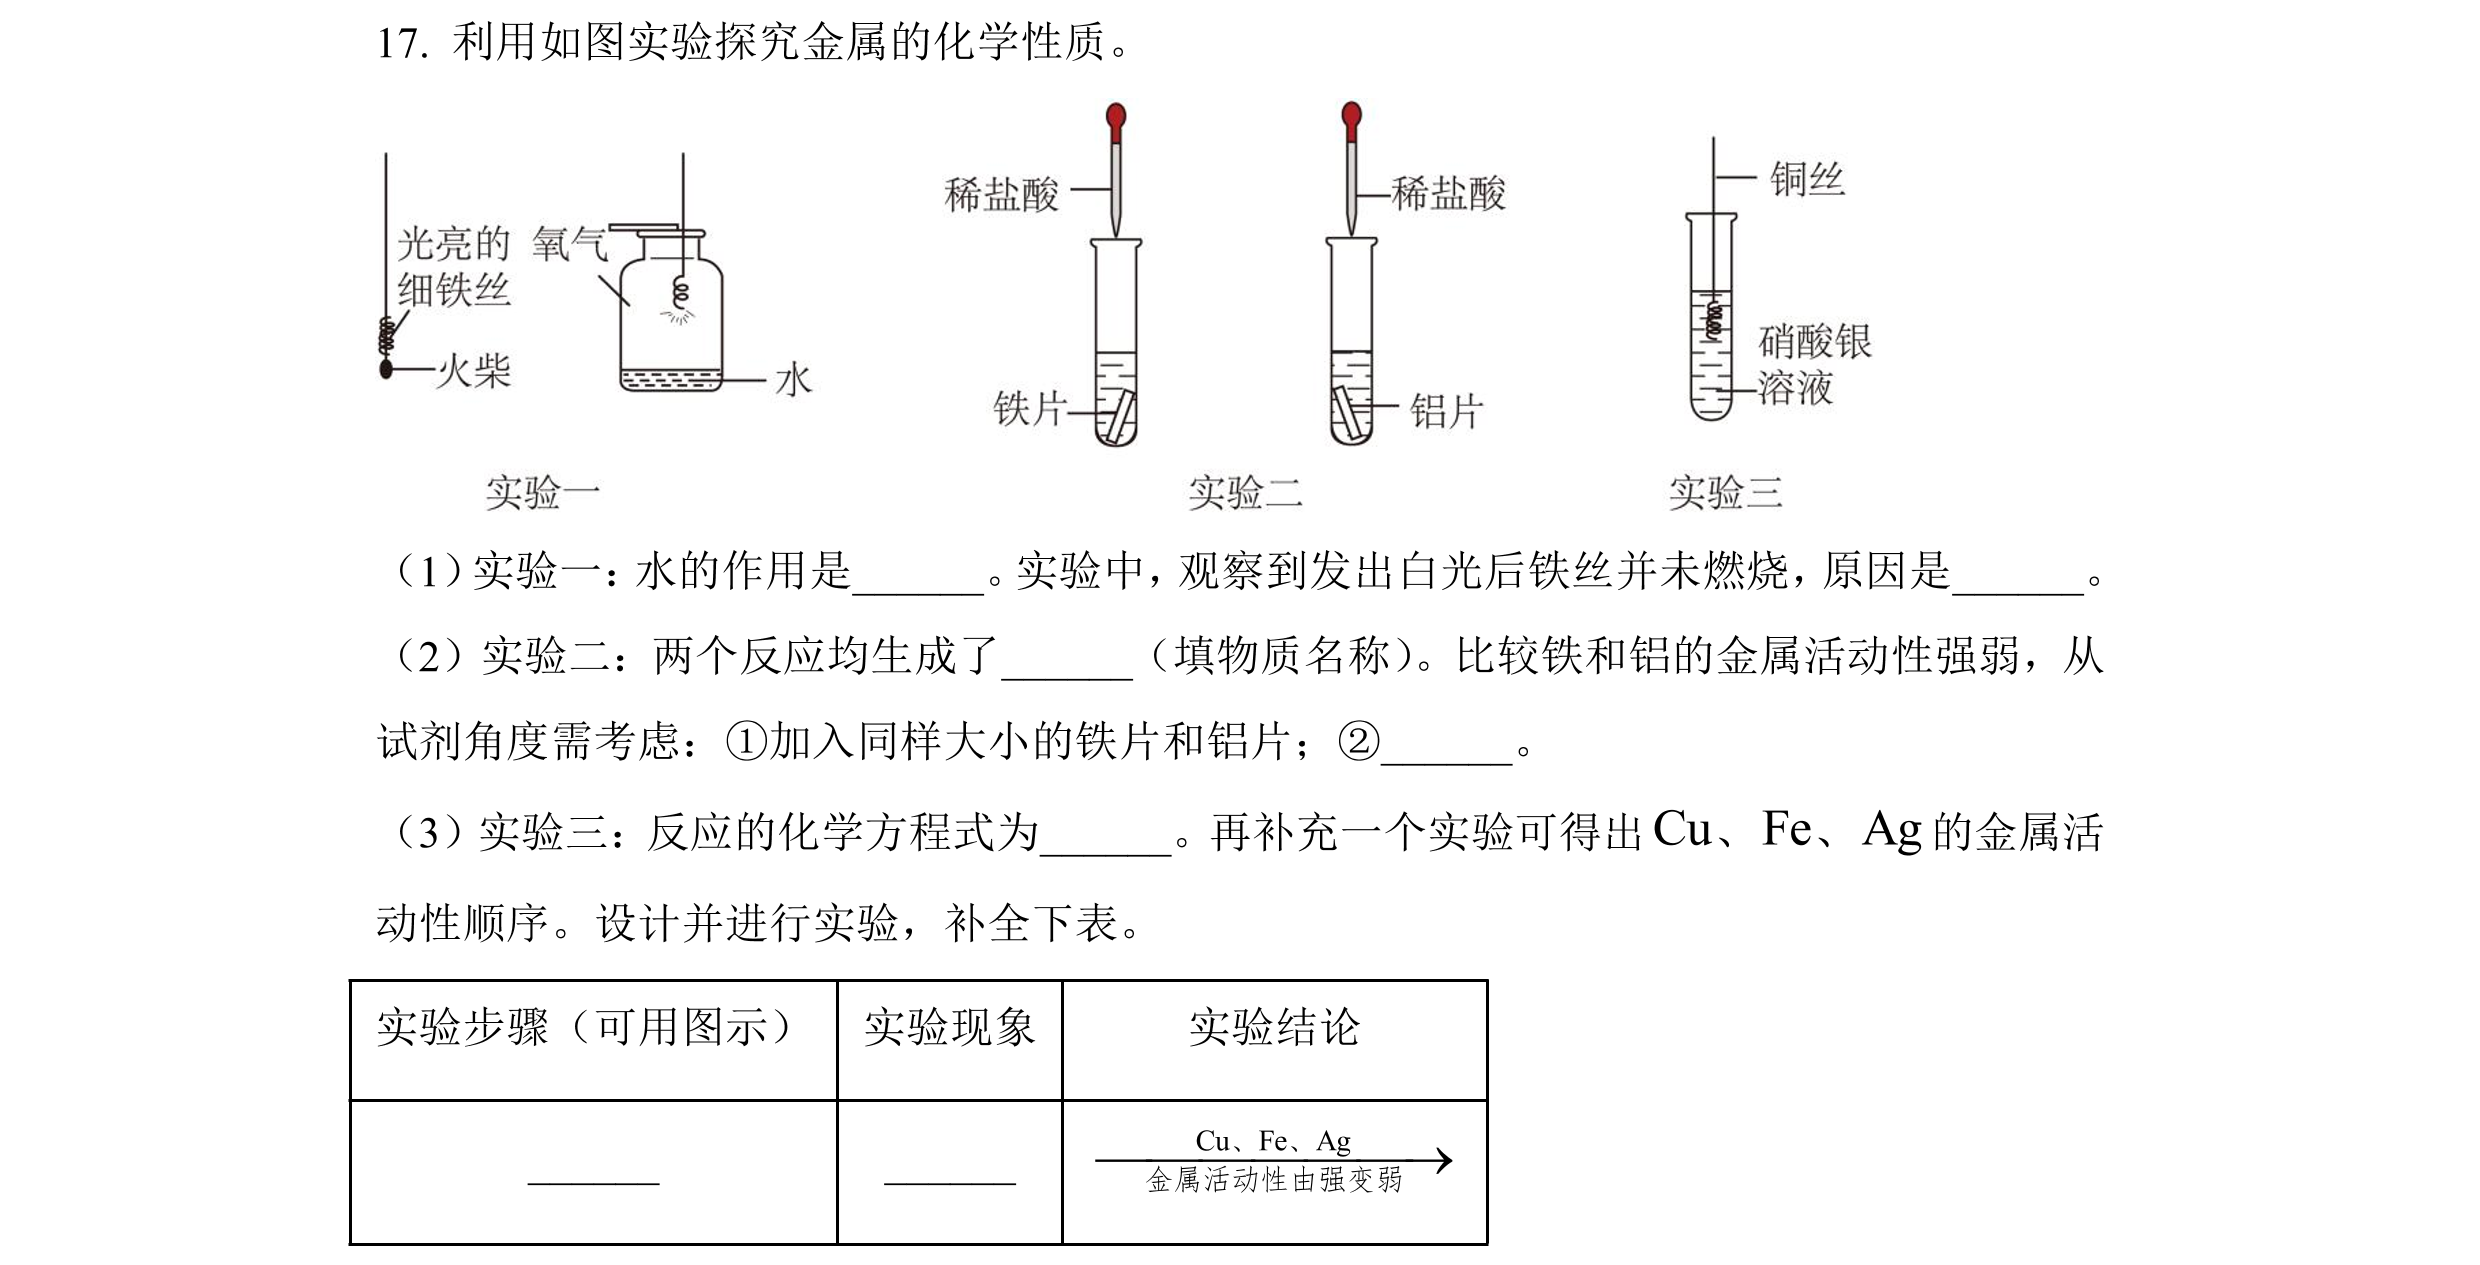 17. 利用如图实验探究金属的化学性质。
稀盐酸
稀盐酸
铜丝
光亮的
细铁丝
氧气
火柴
水
铁片
铝片
硝酸银
溶液
实验一
实验二
实验三
（1）实验一：水的作用是______。实验中，观察到发出白光后铁丝并未燃烧，原因是______。
（2）实验二：两个反应均生成了______（填物质名称）。比较铁和铝的金属活动性强弱，从
试剂角度需考虑：①加入同样大小的铁片和铝片；②______。
（3）实验三：反应的化学方程式为______。再补充一个实验可得出Cu、Fe、Ag的金属活
动性顺序。设计并进行实验，补全下表。
实验步骤（可用图示） 实验现象 实验结论
______ ______ Cu、Fe、Ag
金属活动性由强变弱